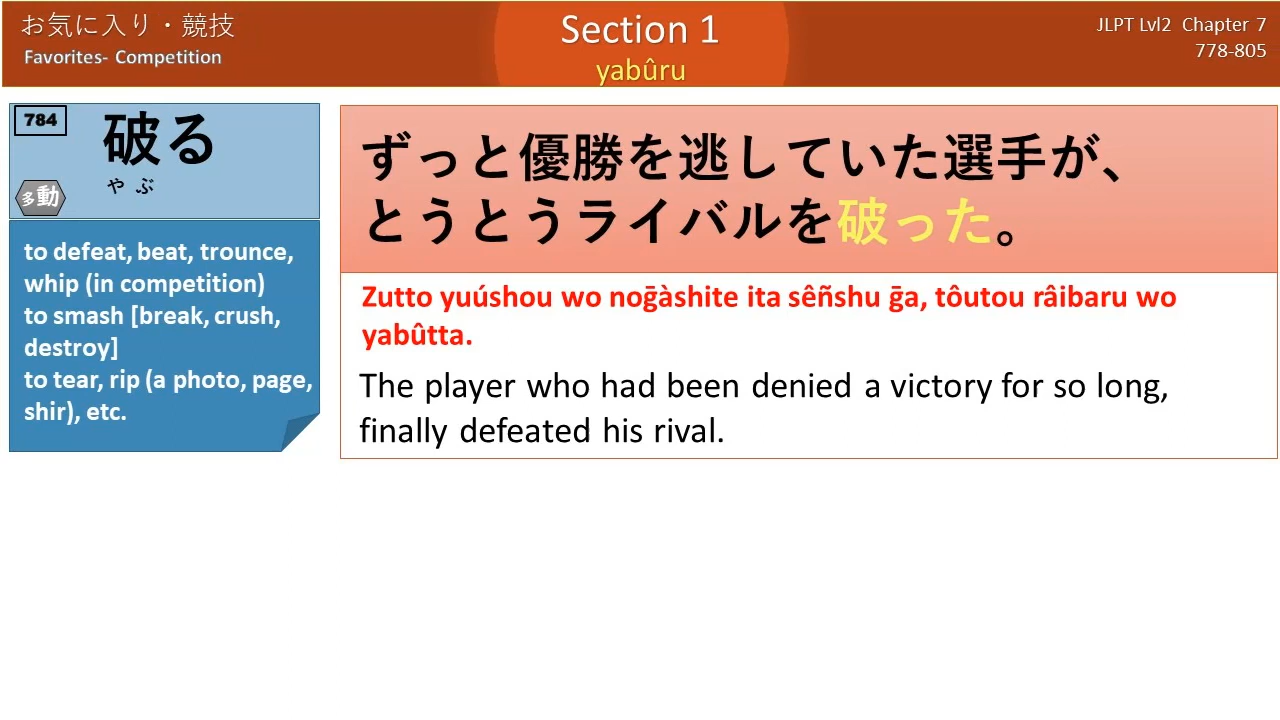 お気に入り・競技
Favorites- Competition
Section 1
yabûru
JLPT Lvl2 Chapter 7
778-805
784
破る
やぶ
多動
to defeat, beat, trounce,
whip (in competition)
to smash [break, crush,
destroy]
to tear, rip (a photo, page,
shir), etc.
ずっと優勝を逃していた選手が、
とうとうライバルを破った。
Zutto yuúshou wo noḡàshite ita sêñshu ḡa, tôutou râibaru wo
yabûtta.
The player who had been denied a victory for so long,
finally defeated his rival.